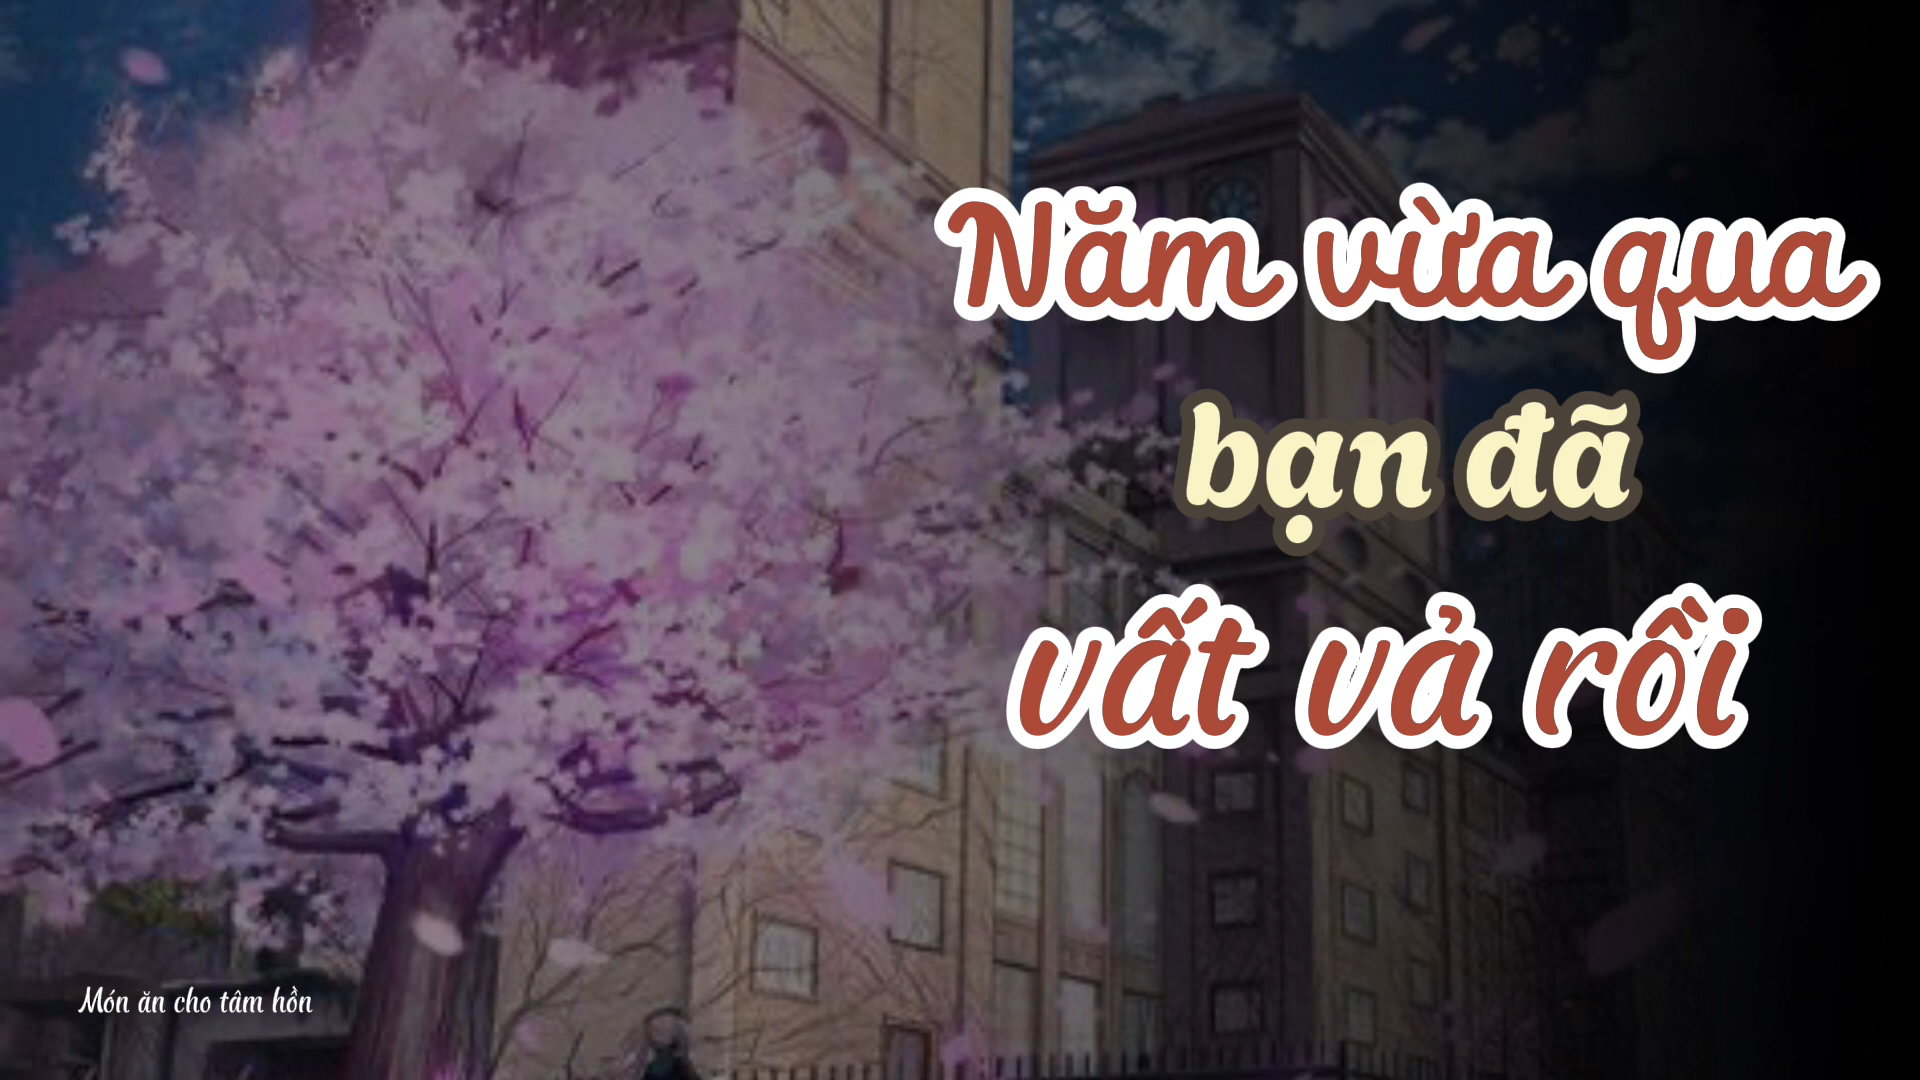 Năm vừa qua
bạn đã
vất vả rồi
Món ăn cho tâm hồn